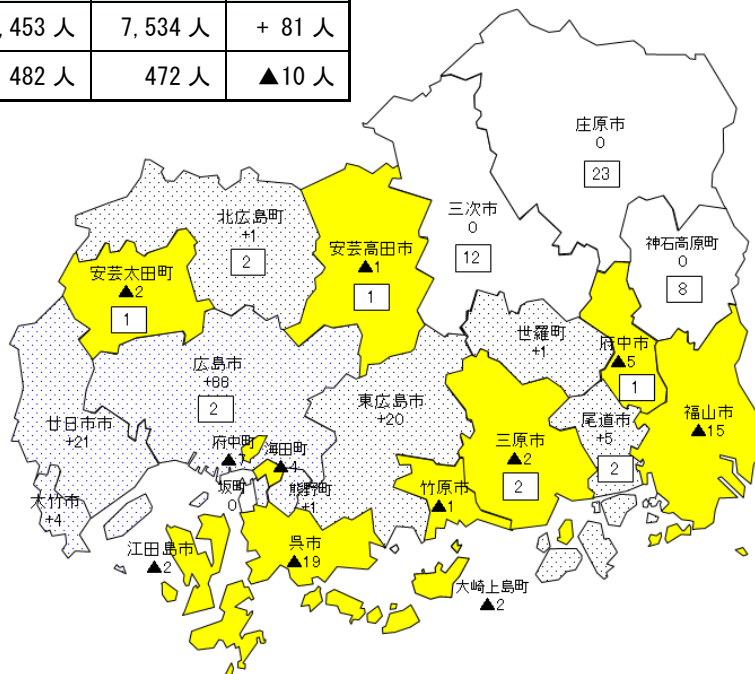 ,453 人 7,534 人 + 81 人
482 人 472 人 ▲10 人
庄原市
0
23
三次市
0
12
神石高原町
0
8
北広島町
+1
2
安芸高田市
▲1
1
安芸太田町
▲2
1
世羅町
+1
府中市
▲5
1
広島市
+88
2
東広島市
+20
尾道市
+5
2
福山市
▲15
廿日市市
+21
三原市
▲2
2
府中町
海田町
▲4
竹原市
▲1
坂町
0
熊野町
+1
大竹市
+4
江田島市
▲2
呉市
▲19
大崎上島町
▲2